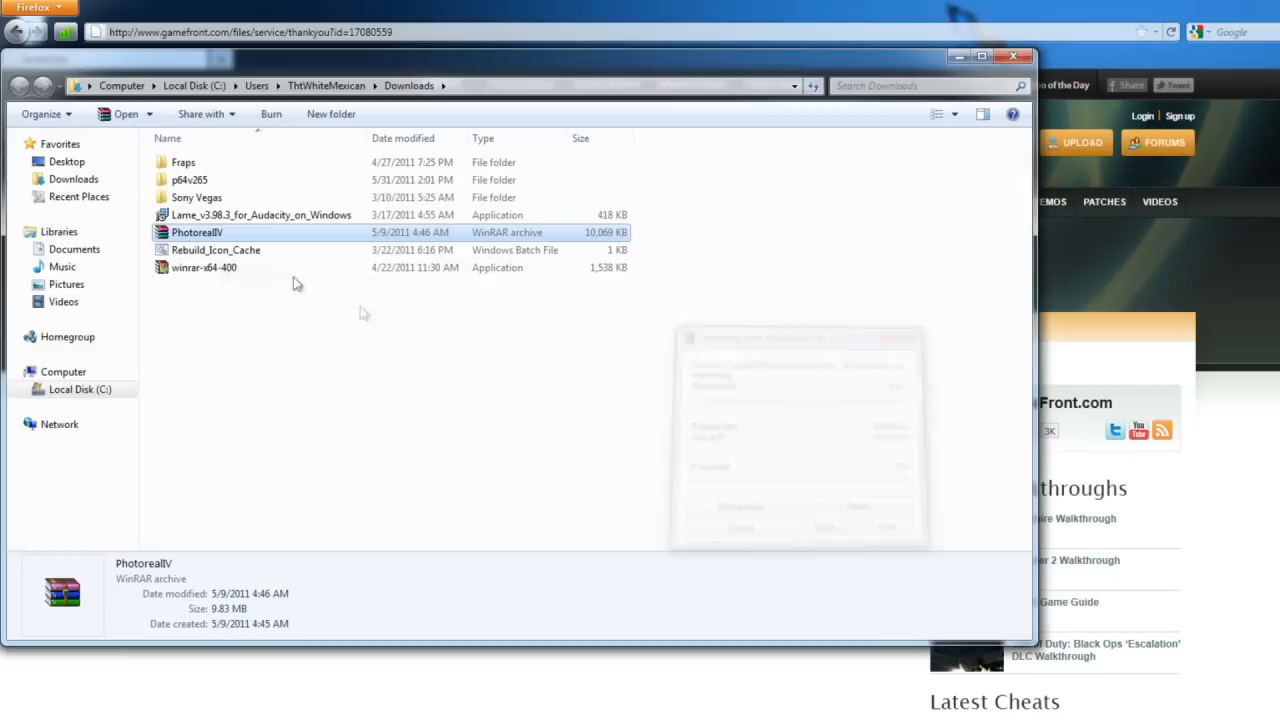 Firefox
http://www.gamefront.com/files/service/thankyou?id=17080559
Google
Computer Local Disk (C:) Users ThtWhiteMexican Downloads
Search Downloads
o of the Day Share Tweet
Organize Open Share with Burn New folder
Login Sign up
UPLOAD FORUMS
EMOS PATCHES VIDEOS
Name Date modified Type Size
Favorites
Desktop
Downloads
Recent Places
Libraries
Documents
Music
Pictures
Videos
Homegroup
Computer
Local Disk (C:)
Network
Fraps 4/27/2011 7:25 PM File folder
p64v265 5/31/2011 2:01 PM File folder
Sony Vegas 3/10/2011 5:25 AM File folder
Lame_v3.98.3_for_Audacity_on_Windows 3/17/2011 4:55 AM Application 418 KB
PhotorealIV 5/9/2011 4:46 AM WinRAR archive 10,069 KB
Rebuild_Icon_Cache 3/22/2011 6:16 PM Windows Batch File 1 KB
winrar-x64-400 4/22/2011 11:30 AM Application 1,538 KB
Front.com
3K
You Tube
throughs
ire Walkthrough
er 2 Walkthrough
Game Guide
of Duty: Black Ops ‘Escalation’
DLC Walkthrough
Latest Cheats
PhotorealIV
WinRAR archive
Date modified: 5/9/2011 4:46 AM
Size: 9.83 MB
Date created: 5/9/2011 4:45 AM